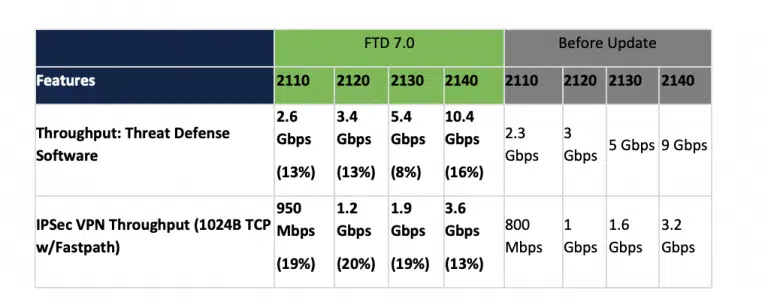 FTD 7.0 Before Update
Features 2110 2120 2130 2140 2110 2120 2130 2140
Throughput: Threat Defense Software 2.6 Gbps (13%) 3.4 Gbps (13%) 5.4 Gbps (8%) 10.4 Gbps (16%) 2.3 Gbps 3 Gbps 5 Gbps 9 Gbps
IPSec VPN Throughput (1024B TCP w/Fastpath) 950 Mbps (19%) 1.2 Gbps (20%) 1.9 Gbps (19%) 3.6 Gbps (13%) 800 Mbps 1 Gbps 1.6 Gbps 3.2 Gbps